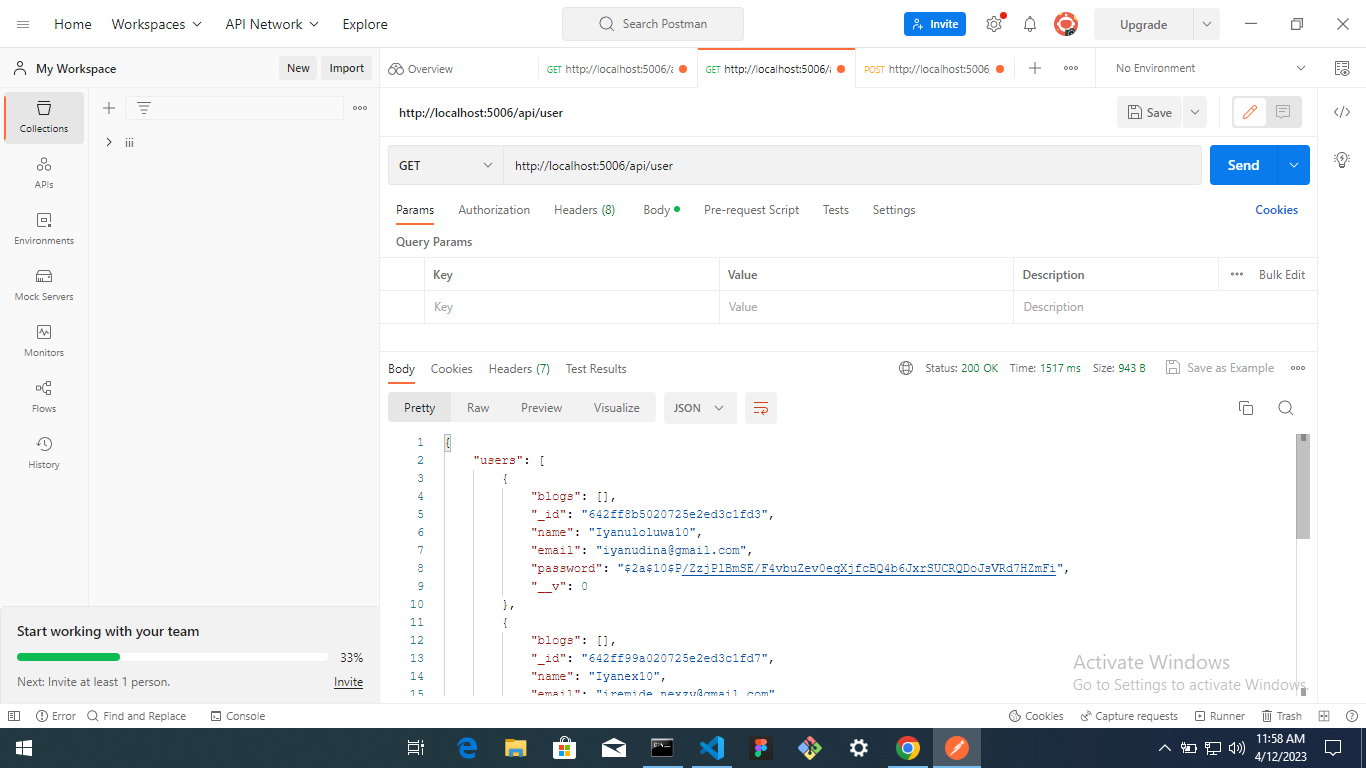 Home Workspaces API Network Explore Search Postman Invite Upgrade
My Workspace New Import Overview GET http://localhost:5006/a GET http://localhost:5006/a POST http://localhost:5006, No Environment
Collections
iii
APIs
Environments
Mock Servers
Monitors
Flows
History
http://localhost:5006/api/user Save
GET http://localhost:5006/api/user Send
Params Authorization Headers (8) Body Pre-request Script Tests Settings Cookies
Query Params
Key Value Description Bulk Edit
Key Value Description
Body Cookies Headers (7) Test Results Status: 200 OK Time: 1517 ms Size: 943 B Save as Example
Pretty Raw Preview Visualize JSON
1 {
2 "users": [
3 {
4 "blogs": [],
5 "_id": "642ff8b5020725e2ed3c1fd3",
6 "name": "Iyanuloluwa10",
7 "email": "iyanudina@gmail.com",
8 "password": "$2a$10$P/ZzjPlBmSE/F4vbuZev0eqXjfcBQ4b6JxrSUCRQDoJsVRd7HZmFi",
9 "__v": 0
10 },
11 {
12 "blogs": [],
13 "_id": "642ff99a020725e2ed3c1fd7",
14 "name": "Iyanex10",
15 "email": "iremide.nexzy@gmail.com"
Start working with your team
33%
Next: Invite at least 1 person. Invite
Activate Windows
Go to Settings to activate Windows.
Error Find and Replace Console Cookies Capture requests Runner Trash
11:58 AM
4/12/2023